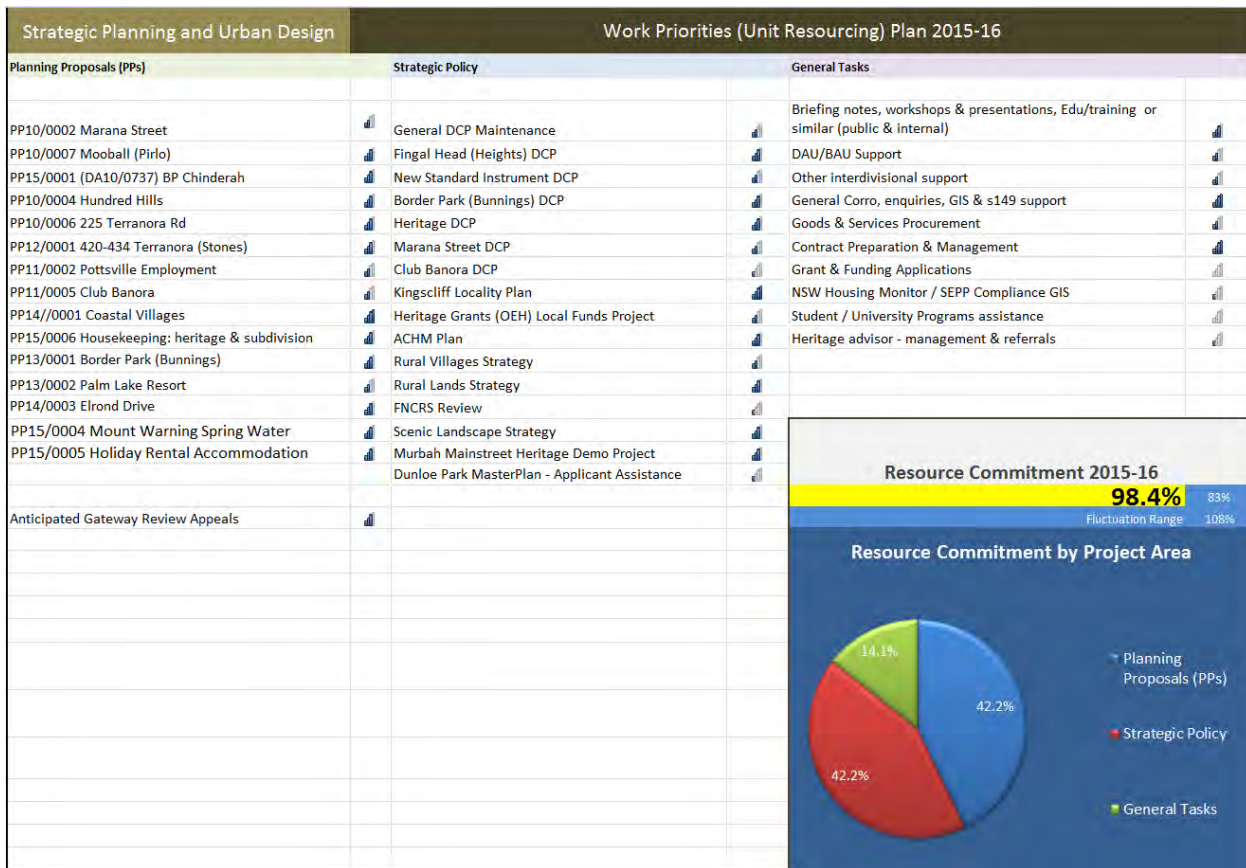 Strategic Planning and Urban Design
Work Priorities (Unit Resourcing) Plan 2015-16
Planning Proposals (PPs)
Strategic Policy
General Tasks
PP10/0002 Marana Street
PP10/0007 Mooball (Pirlo)
PP15/0001 (DA10/0737) BP Chinderah
PP10/0004 Hundred Hills
PP10/0006 225 Terranora Rd
PP12/0001 420-434 Terranora (Stones)
PP11/0002 Pottsville Employment
PP11/0005 Club Banora
PP14//0001 Coastal Villages
PP15/0006 Housekeeping: heritage & subdivision
PP13/0001 Border Park (Bunnings)
PP13/0002 Palm Lake Resort
PP14/0003 Elrond Drive
PP15/0004 Mount Warning Spring Water
PP15/0005 Holiday Rental Accommodation
Anticipated Gateway Review Appeals
General DCP Maintenance
Fingal Head (Heights) DCP
New Standard Instrument DCP
Border Park (Bunnings) DCP
Heritage DCP
Marana Street DCP
Club Banora DCP
Kingscliff Locality Plan
Heritage Grants (OEH) Local Funds Project
ACHM Plan
Rural Villages Strategy
Rural Lands Strategy
FNCRS Review
Scenic Landscape Strategy
Murbah Mainstreet Heritage Demo Project
Dunloe Park MasterPlan - Applicant Assistance
Briefing notes, workshops & presentations, Edu/training or
similar (public & internal)
DAU/BAU Support
Other interdivisional support
General Corro, enquiries, GIS & s149 support
Goods & Services Procurement
Contract Preparation & Management
Grant & Funding Applications
NSW Housing Monitor / SEPP Compliance GIS
Student / University Programs assistance
Heritage advisor - management & referrals
Resource Commitment 2015-16
98.4%
83%
Fluctuation Range
108%
Resource Commitment by Project Area
14.1%
42.2%
42.2%
Planning
Proposals (PPs)
Strategic Policy
General Tasks